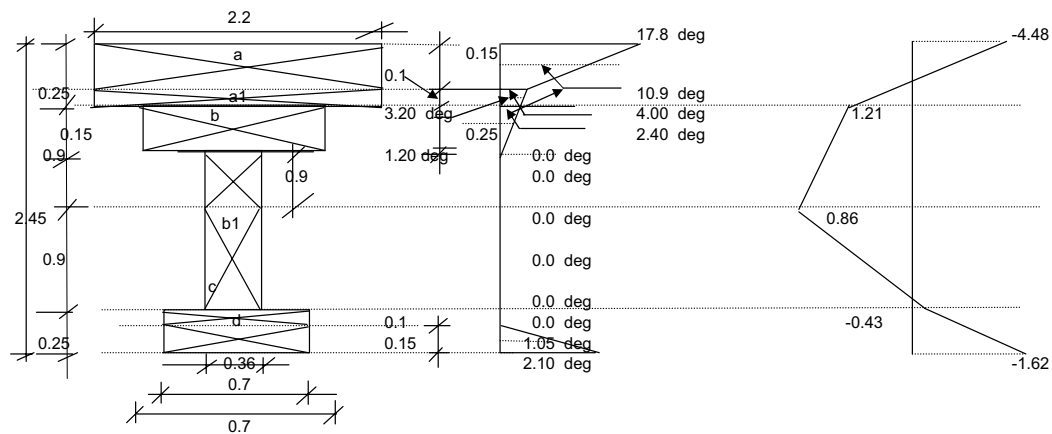 2.2
17.8 deg
-4.48
a
0.15
0.1
0.25
a1
10.9 deg
b
3.20 deg
4.00 deg
1.21
0.15
0.25
2.40 deg
0.9
1.20 deg
0.0 deg
0.9
0.0 deg
2.45
b1
0.0 deg
0.86
0.9
0.0 deg
c
0.0 deg
d
0.1
0.0 deg
-0.43
0.25
0.15
1.05 deg
0.36
2.10 deg
-1.62
0.7
0.7